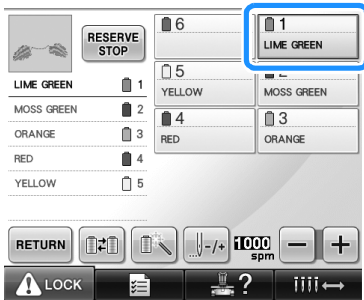 RESERVE
STOP
LIME GREEN 1
MOSS GREEN 2
ORANGE 3
RED 4
YELLOW 5
6
1
LIME GREEN
5
YELLOW
MOSS GREEN
4
RED
3
ORANGE
RETURN
-/+
1000
spm
LOCK
?